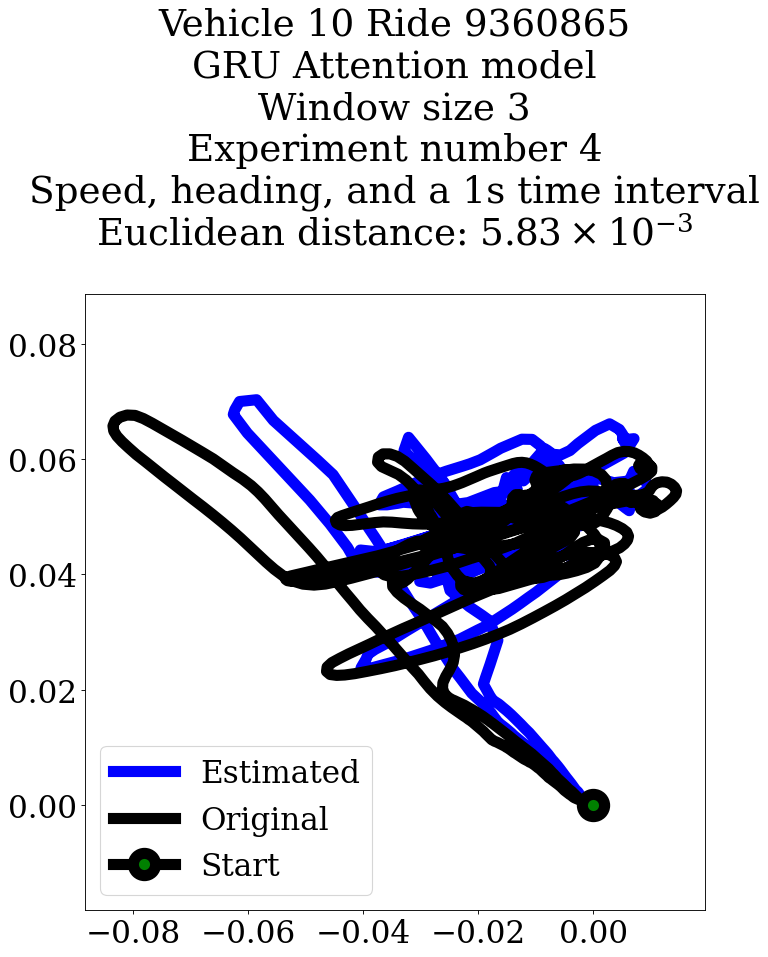 Vehicle 10 Ride 9360865
GRU Attention model
Window size 3
Experiment number 4
Speed, heading, and a 1s time interval
Euclidean distance: 5.83 × 10⁻³
0.08
0.06
0.04
0.02
0.00
Estimated
Original
Start
−0.08 −0.06 −0.04 −0.02 0.00